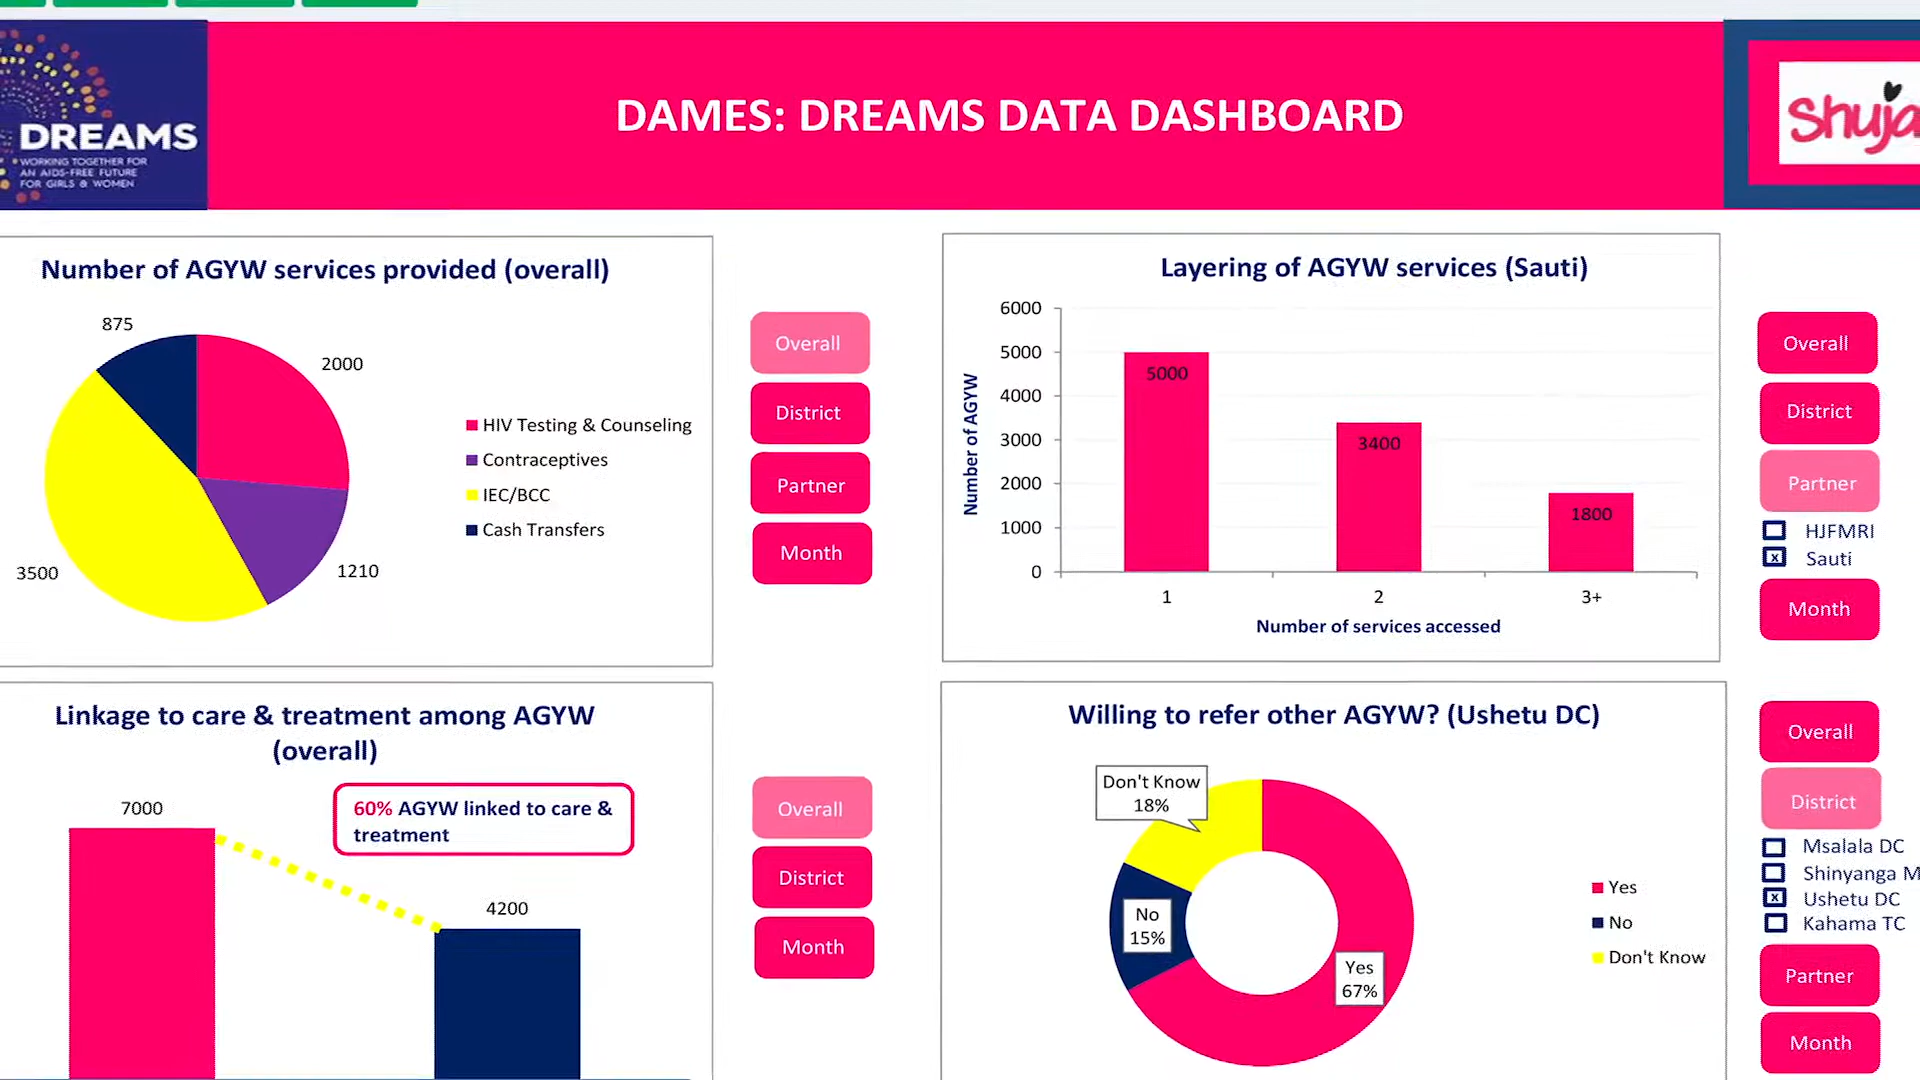 DREAMS
WORKING TOGETHER FOR
AN AIDS-FREE FUTURE
FOR GIRLS & WOMEN
DAMES: DREAMS DATA DASHBOARD
Shuja
Number of AGYW services provided (overall)
875
2000
3500
1210
HIV Testing & Counseling
Contraceptives
IEC/BCC
Cash Transfers
Overall
District
Partner
Month
Layering of AGYW services (Sauti)
Number of AGYW
6000
5000
4000
3000
2000
1000
0
5000
3400
1800
1
2
3+
Number of services accessed
Overall
District
Partner
HJFMRI
x Sauti
Month
Linkage to care & treatment among AGYW
(overall)
7000
60% AGYW linked to care &
treatment
4200
Overall
District
Month
Willing to refer other AGYW? (Ushetu DC)
Don't Know
18%
No
15%
Yes
67%
Yes
No
Don't Know
Overall
District
Msalala DC
Shinyanga M
x Ushetu DC
Kahama TC
Partner
Month